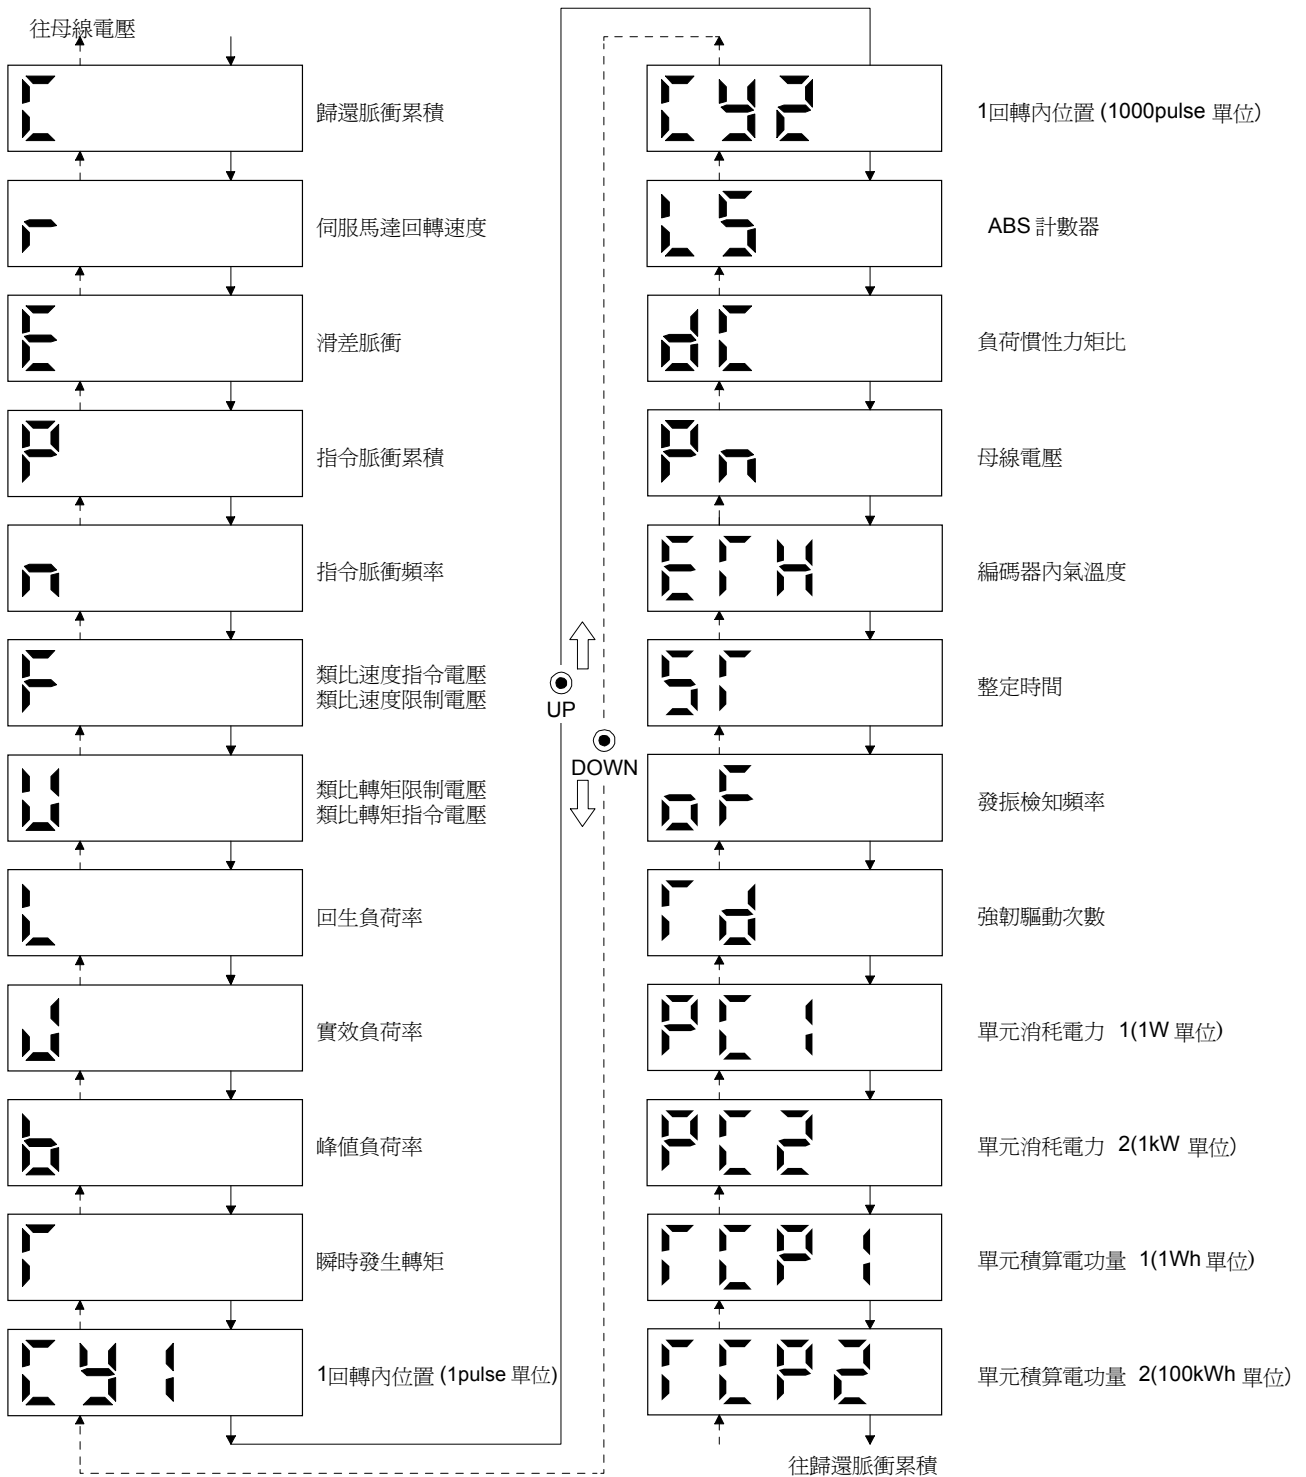 往母線電壓
C
歸還脈衝累積
r
伺服馬達回轉速度
E
滑差脈衝
P
指令脈衝累積
n
指令脈衝頻率
F
類比速度指令電壓
類比速度限制電壓
U
類比轉矩限制電壓
類比轉矩指令電壓
L
回生負荷率
J
實效負荷率
b
峰值負荷率
T
瞬時發生轉矩
Cy1
1回轉內位置 (1pulse 單位)
UP
DOWN
Cy2
1回轉內位置 (1000pulse 單位)
LS
ABS 計數器
dC
負荷慣性力矩比
Pn
母線電壓
ETH
編碼器內氣溫度
ST
整定時間
oF
發振檢知頻率
Td
強韌驅動次數
PC1
單元消耗電力 1(1W 單位)
PC2
單元消耗電力 2(1kW 單位)
TCP1
單元積算電功量 1(1Wh 單位)
TCP2
單元積算電功量 2(100kWh 單位)
往歸還脈衝累積